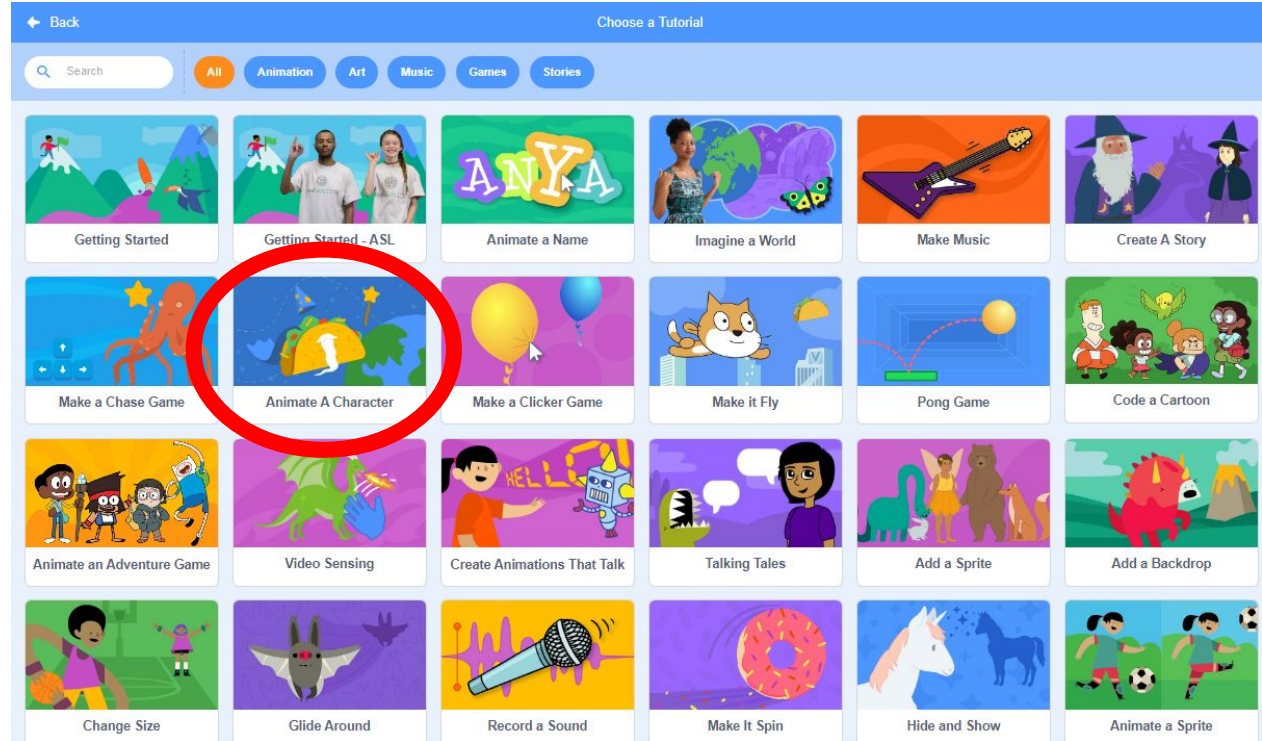 Back
Choose a Tutorial
Search
All
Animation
Art
Music
Games
Stories
ANYA
Getting Started
Getting Started - ASL
Animate a Name
Imagine a World
Make Music
Create A Story
Make a Chase Game
Animate A Character
Make a Clicker Game
Make it Fly
Pong Game
Code a Cartoon
HELLO
Animate an Adventure Game
Video Sensing
Create Animations That Talk
Talking Tales
Add a Sprite
Add a Backdrop
Change Size
Glide Around
Record a Sound
Make It Spin
Hide and Show
Animate a Sprite